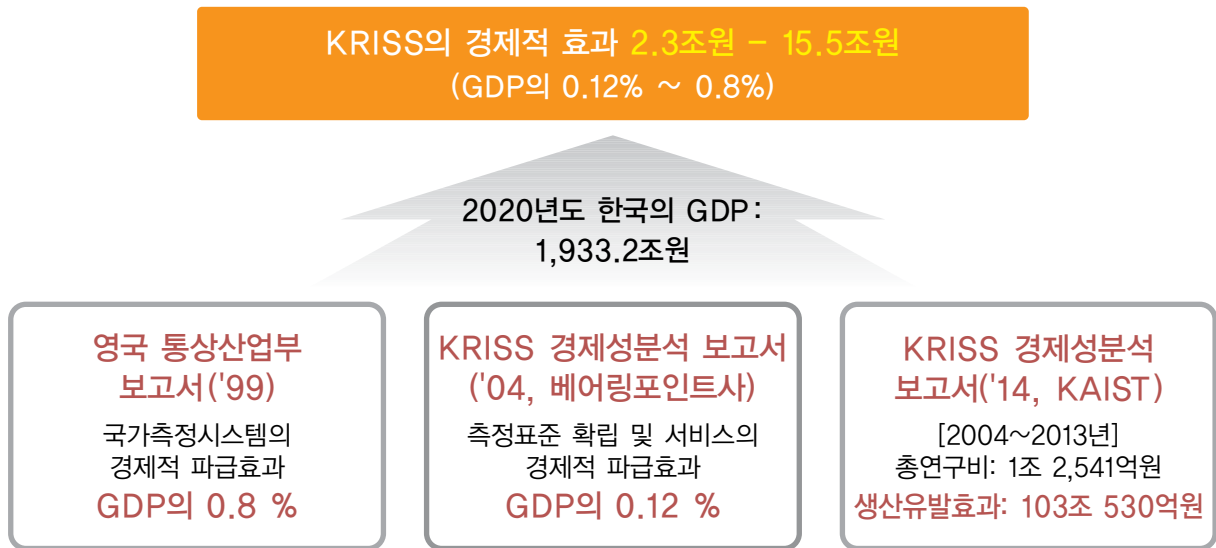 KRISS의 경제적 효과 2.3조원 - 15.5조원
(GDP의 0.12% ~ 0.8%)
2020년도 한국의 GDP:
1,933.2조원
영국 통상산업부
보고서('99)
국가측정시스템의
경제적 파급효과
GDP의 0.8 %
KRISS 경제성분석 보고서
('04, 베어링포인트사)
측정표준 확립 및 서비스의
경제적 파급효과
GDP의 0.12 %
KRISS 경제성분석
보고서('14, KAIST)
[2004~2013년]
총연구비: 1조 2,541억원
생산유발효과: 103조 530억원